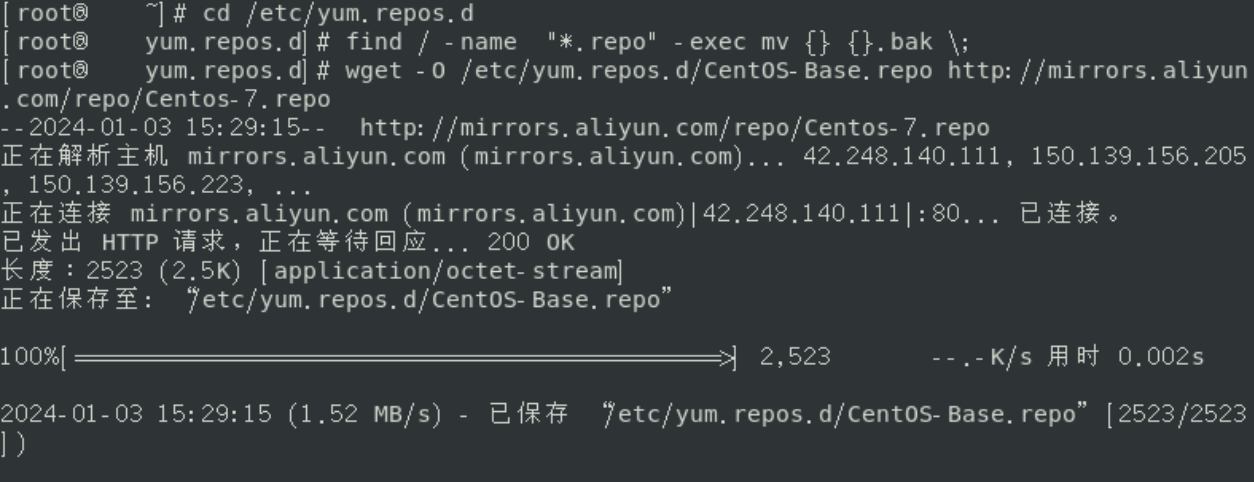 [root@ ~]# cd /etc/yum.repos.d
[root@ yum.repos.d]# find / -name "*.repo" -exec mv {} {}.bak \;
[root@ yum.repos.d]# wget -O /etc/yum.repos.d/CentOS-Base.repo http://mirrors.aliyun
.com/repo/Centos-7.repo
--2024-01-03 15:29:15-- http://mirrors.aliyun.com/repo/Centos-7.repo
正在解析主机 mirrors.aliyun.com (mirrors.aliyun.com)... 42.248.140.111, 150.139.156.205
, 150.139.156.223, ...
正在连接 mirrors.aliyun.com (mirrors.aliyun.com)|42.248.140.111|:80... 已连接。
已发出 HTTP 请求，正在等待回应... 200 OK
长度：2523 (2.5K) [application/octet-stream]
正在保存至: “/etc/yum.repos.d/CentOS-Base.repo”
100%[======================================>] 2,523 --.-K/s 用时 0.002s
2024-01-03 15:29:15 (1.52 MB/s) - 已保存 “/etc/yum.repos.d/CentOS-Base.repo” [2523/2523
])